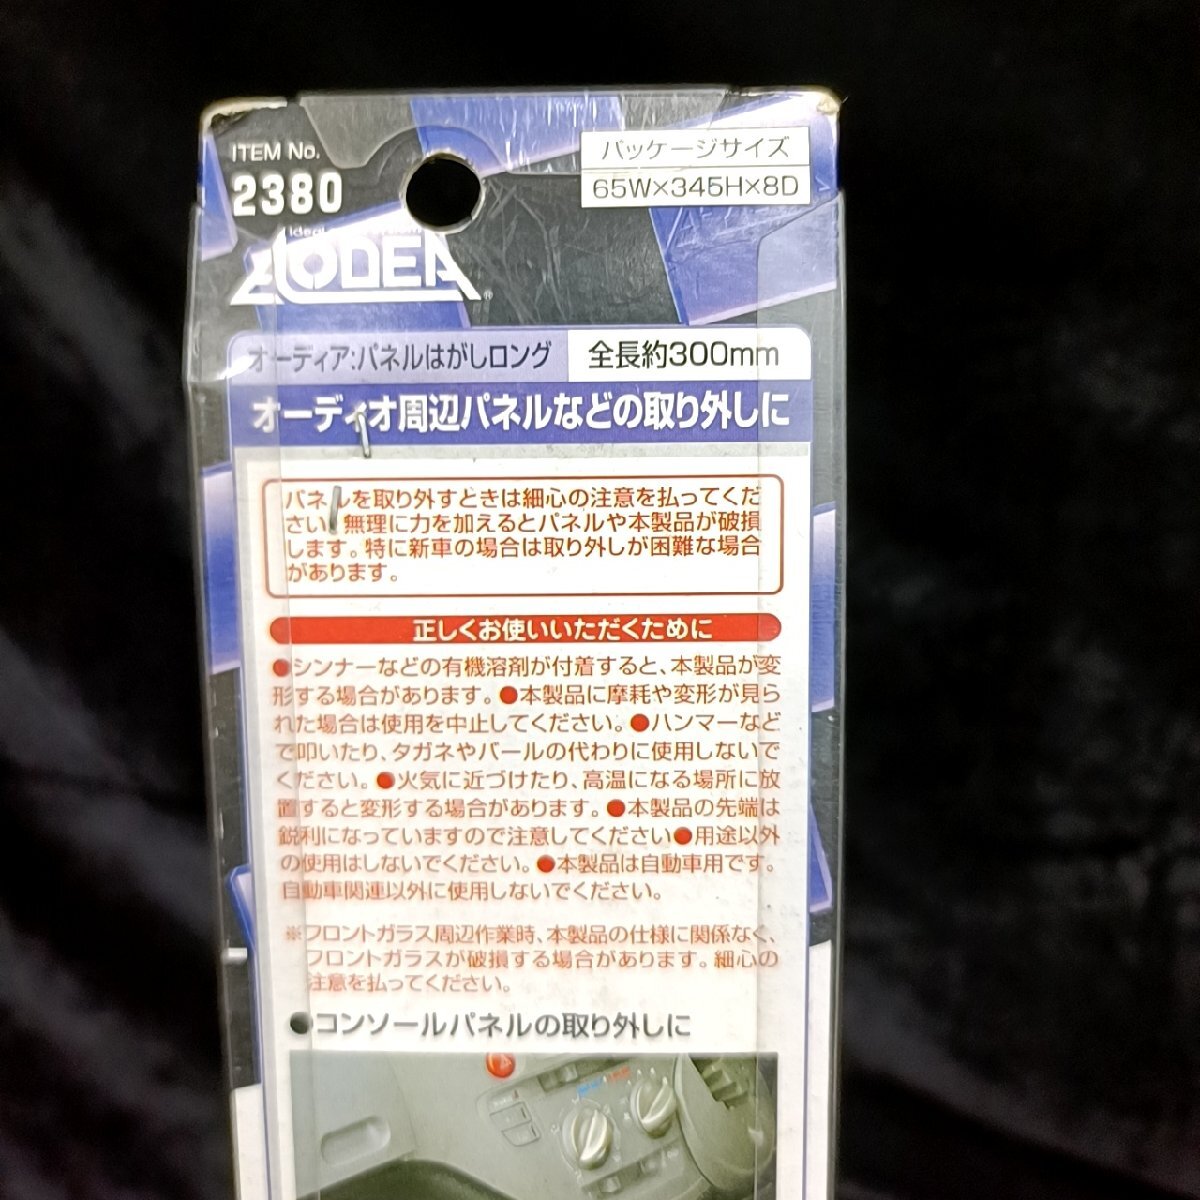 ITEM No.
2380
パッケージサイズ
65W×345H×8D
AODEA
®
オーディア:パネルはがしロング
全長約300mm
オーディオ周辺パネルなどの取り外しに
パネルを取り外すときは細心の注意を払ってくだ
さい 無理に力を加えるとパネルや本製品が破損
します。特に新車の場合は取り外しが困難な場合
があります。
正しくお使いいただくために
●シンナーなどの有機溶剤が付着すると、本製品が変
形する場合があります。●本製品に摩耗や変形が見ら
れた場合は使用を中止してください。●ハンマーなど
で叩いたり、タガネやバールの代わりに使用しないで
ください。●火気に近づけたり、高温になる場所に放
置すると変形する場合があります。●本製品の先端は
鋭利になっていますので注意してください●用途以外
の使用はしないでください。●本製品は自動車用です。
自動車関連以外に使用しないでください。
※フロントガラス周辺作業時、本製品の仕様に関係なく、
フロントガラスが破損する場合があります。細心の
注意を払ってください。
●コンソールパネルの取り外しに